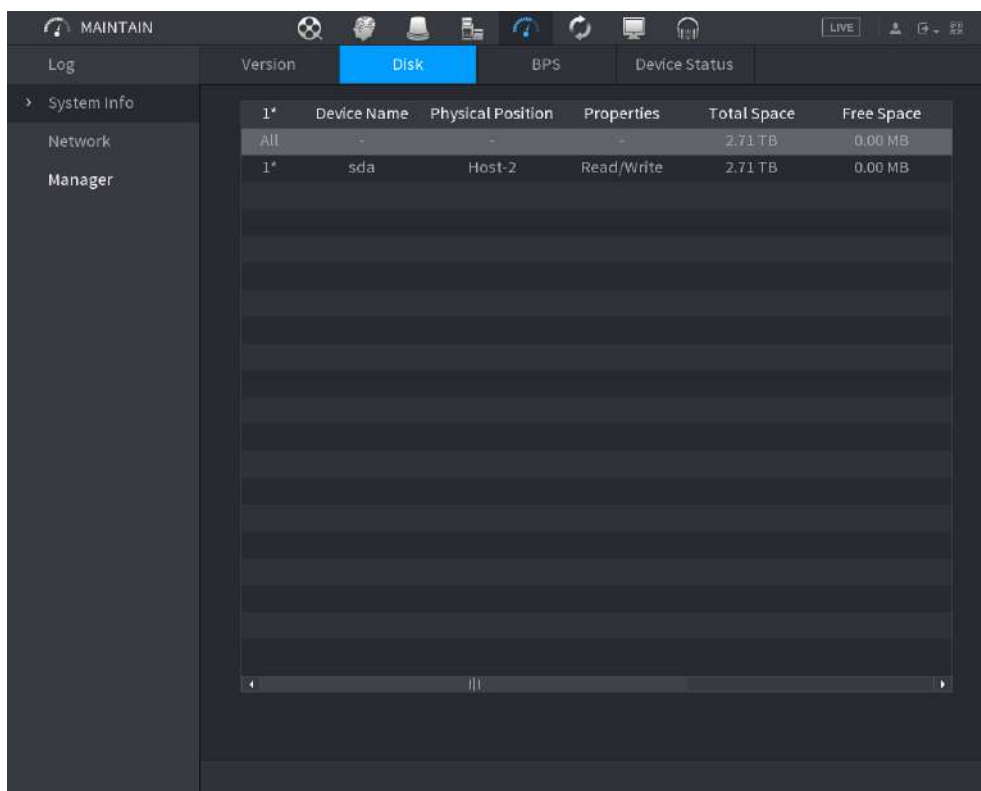 MAINTAIN LIVE
Log Version Disk BPS Device Status
System Info
Network
Manager
1* Device Name Physical Position Properties Total Space Free Space
All - - - 2.71 TB 0.00 MB
1* sda Host-2 Read/Write 2.71 TB 0.00 MB